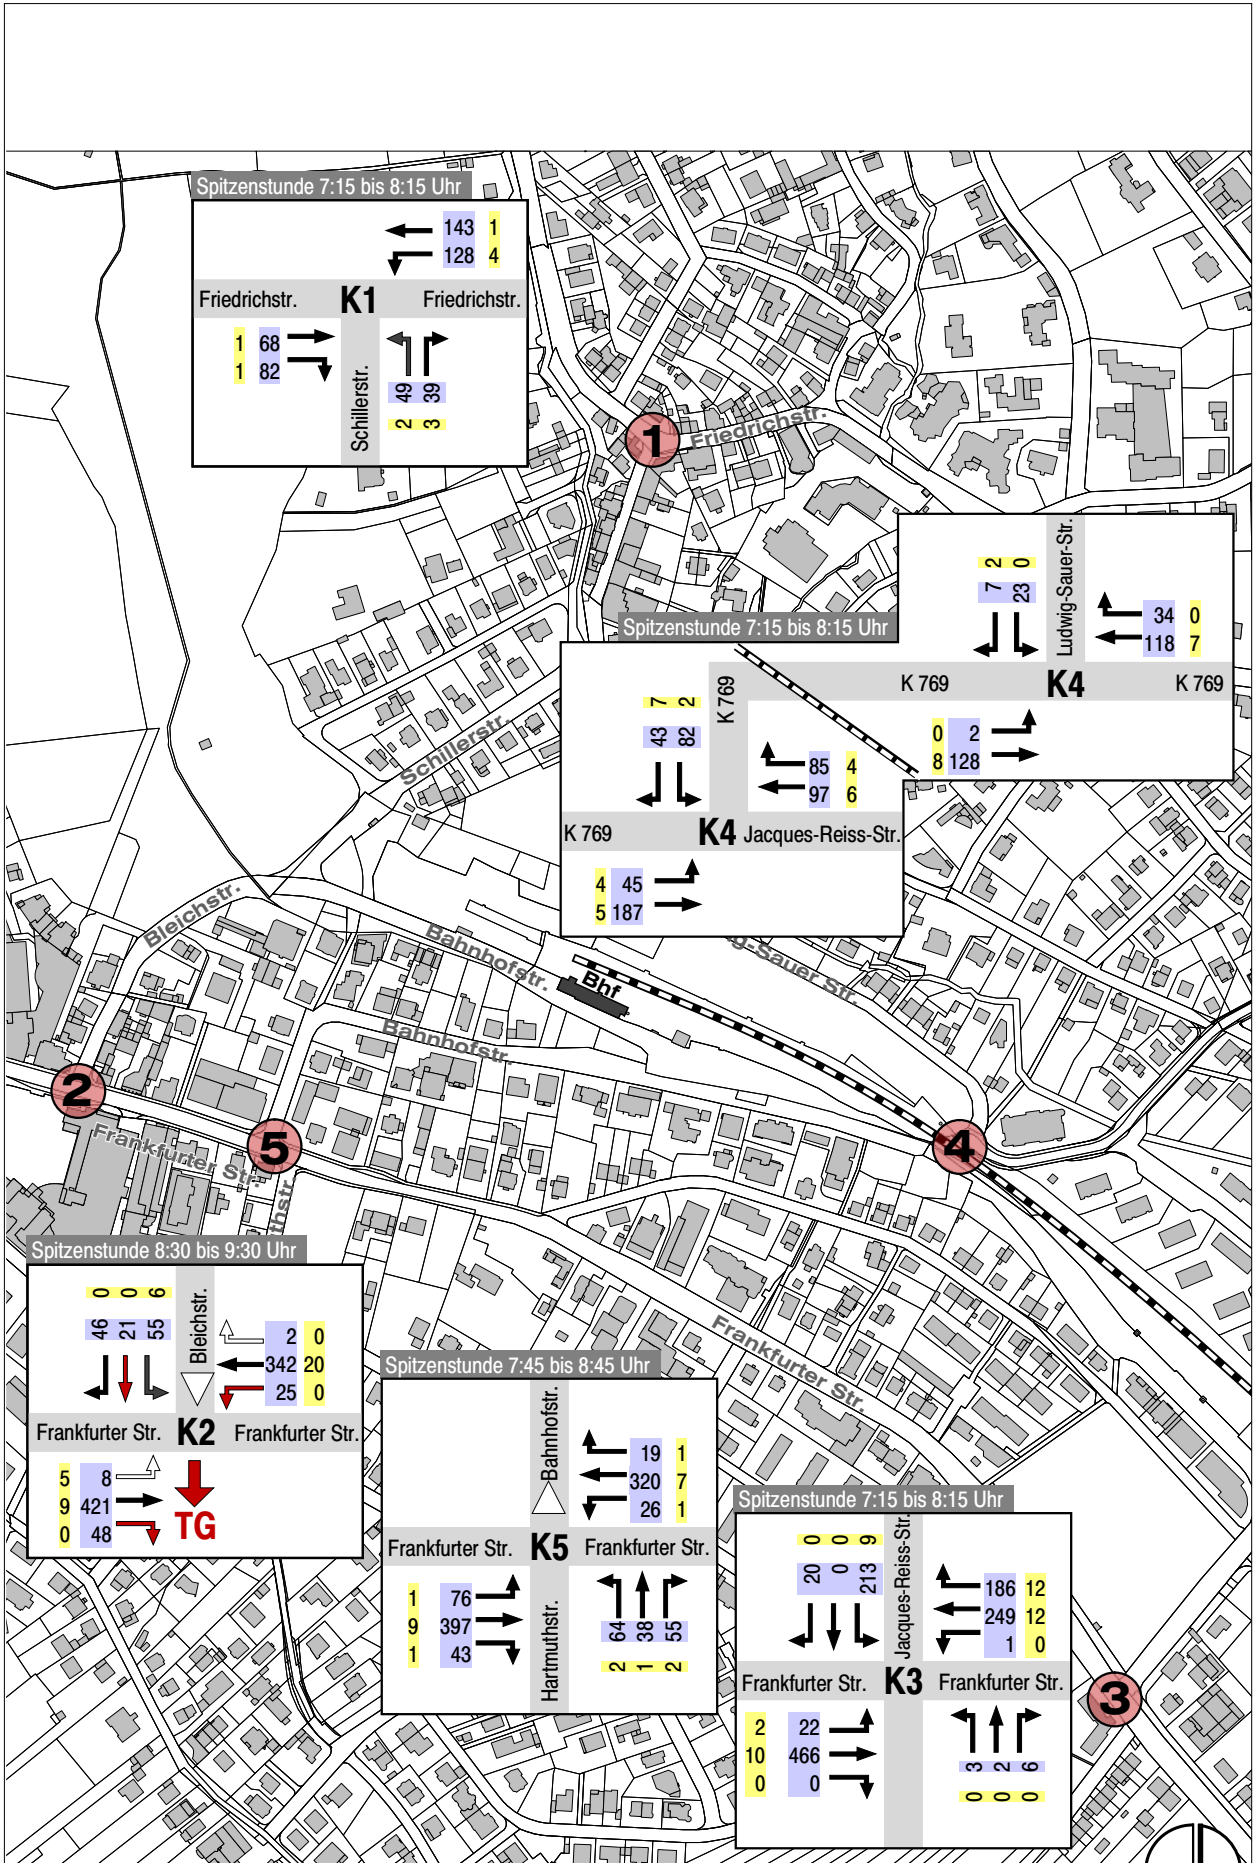 Spitzenstunde 7:15 bis 8:15 Uhr
143 1
128 4
Friedrichstr. K1 Friedrichstr.
1 68
1 82
Schillerstr.
49 39
2 3
1
Friedrichstr.
2 0
7 23
Ludwig-Sauer-Str.
34 0
118 7
K 769 K4 K 769
0 2
8 128
Spitzenstunde 7:15 bis 8:15 Uhr
7 2
43 82
K 769
85 4
97 6
K 769 K4 Jacques-Reiss-Str.
4 45
5 187
Schillerstr.
Bleichstr.
Bahnhofstr.
g-Sauer Str.
Bhf
Bahnhofstr.
2
5
4
Frankfurter Str.
thstr.
Frankfurter Str.
Spitzenstunde 8:30 bis 9:30 Uhr
0 0 6
46 21 55
Bleichstr.
2 0
342 20
25 0
Frankfurter Str. K2 Frankfurter Str.
5 8
9 421
0 48
TG
Spitzenstunde 7:45 bis 8:45 Uhr
Bahnhofstr.
19 1
320 7
26 1
Frankfurter Str. K5 Frankfurter Str.
1 76
9 397
1 43
Hartmuthstr.
64 38 55
2 1 2
Spitzenstunde 7:15 bis 8:15 Uhr
0 0 9
20 0 213
Jacques-Reiss-Str.
186 12
249 12
1 0
Frankfurter Str. K3 Frankfurter Str.
2 22
10 466
0 0
3 2 6
0 0 0
3